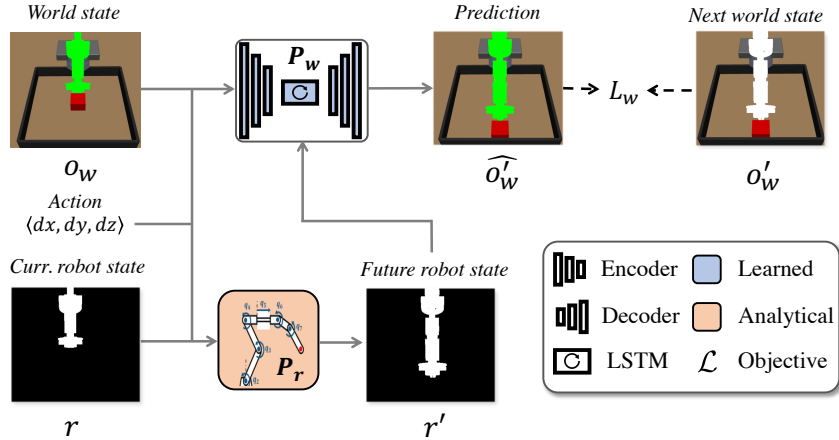 World state
Prediction
Next world state
P_w
L_w
o_w
\widehat{o'_w}
o'_w
Action
⟨dx, dy, dz⟩
Curr. robot state
Future robot state
P_r
r
r'
Encoder
Learned
Decoder
Analytical
LSTM
ℒ Objective